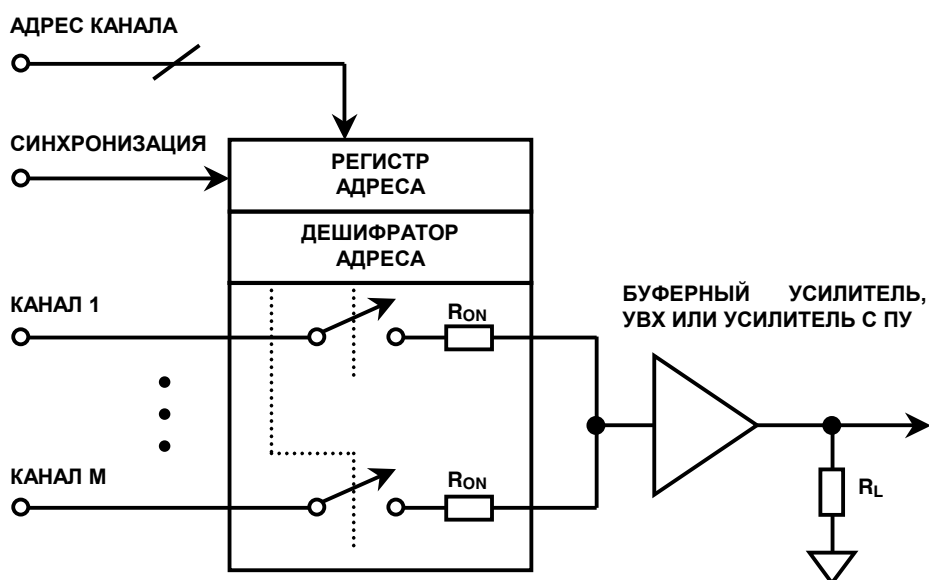 АДРЕС КАНАЛА
СИНХРОНИЗАЦИЯ
РЕГИСТР
АДРЕСА
ДЕШИФРАТОР
АДРЕСА
КАНАЛ 1
RON
БУФЕРНЫЙ УСИЛИТЕЛЬ,
УВХ ИЛИ УСИЛИТЕЛЬ С ПУ
КАНАЛ М
RON
RL